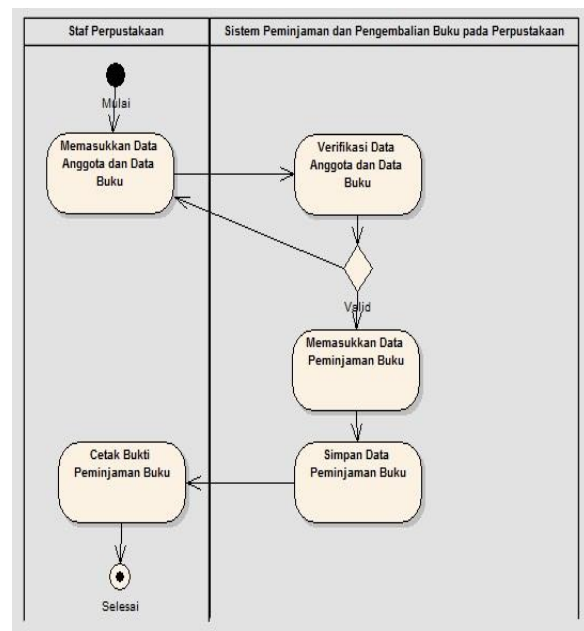 Staf Perpustakaan
Sistem Peminjaman dan Pengembalian Buku pada Perpustakaan
Mulai
Memasukkan Data
Anggota dan Data
Buku
Verifikasi Data
Anggota dan Data
Buku
Valid
Memasukkan Data
Peminjaman Buku
Simpan Data
Peminjaman Buku
Cetak Bukti
Peminjaman Buku
Selesai